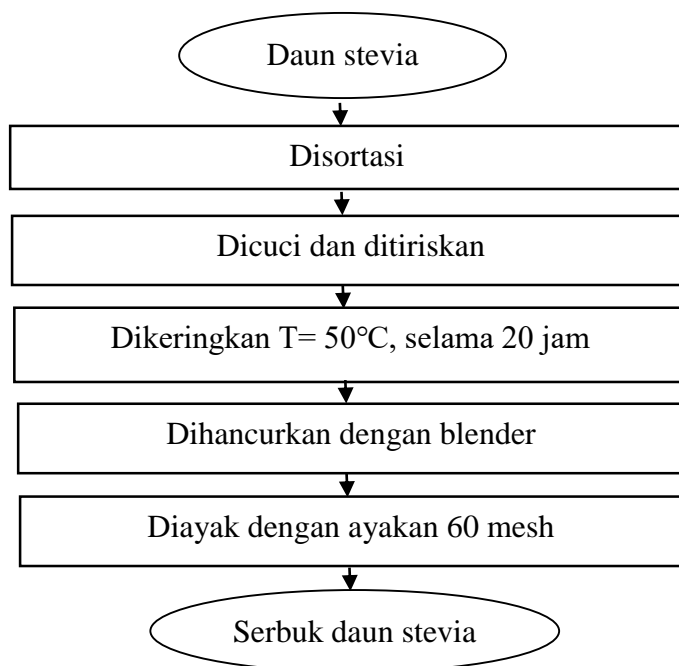 Daun stevia
Disortasi
Dicuci dan ditiriskan
Dikeringkan T= 50°C, selama 20 jam
Dihancurkan dengan blender
Diayak dengan ayakan 60 mesh
Serbuk daun stevia